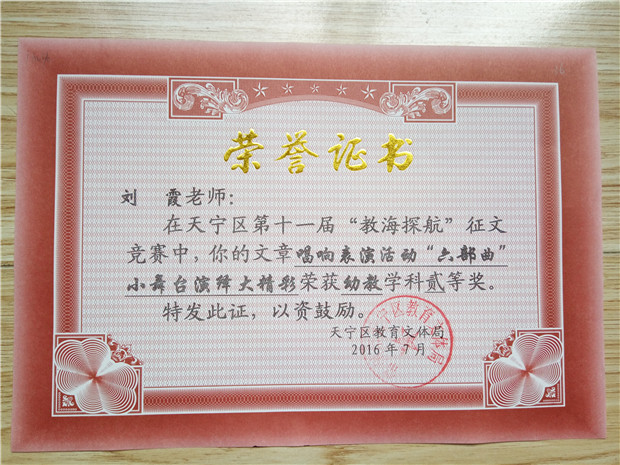 荣誉证书
刘 霞老师：
在天宁区第十一届“教海探航”征文
竞赛中，你的文章唱响表演活动“六部曲”
小舞台演绎大精彩荣获幼教学科贰等奖。
特发此证，以资鼓励。
天宁区教育文体局
2016年7月